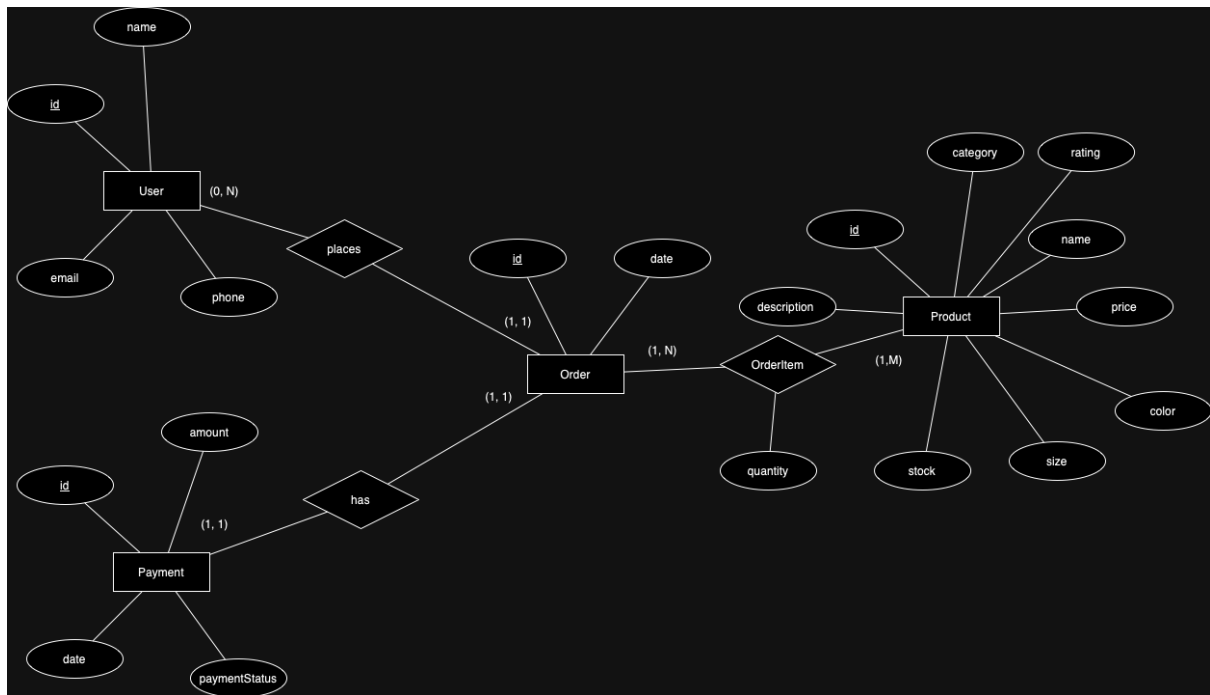 name
id
User
(0, N)
email
phone
places
(1, 1)
id
date
Order
(1, N)
OrderItem
quantity
(1,M)
category
rating
id
name
description
Product
price
color
size
stock
(1, 1)
has
(1, 1)
amount
id
Payment
date
paymentStatus